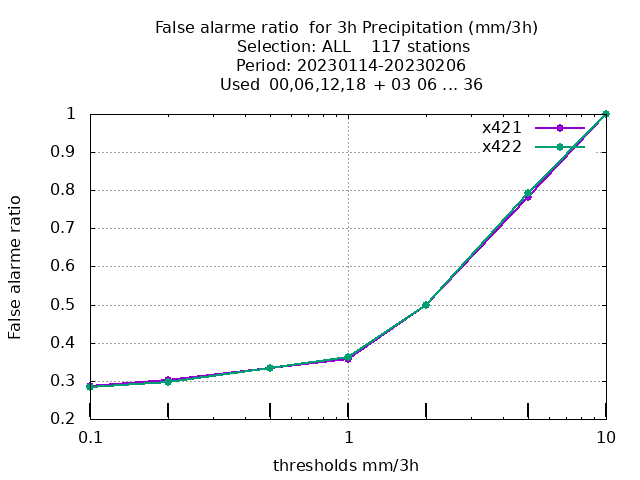 False alarme ratio  for 3h Precipitation (mm/3h)
Selection: ALL    117 stations
Period: 20230114-20230206
Used  00,06,12,18  + 03 06 ... 36
x421
x422
1
0.9
0.8
0.7
0.6
0.5
0.4
0.3
0.2
False alarme ratio
0.1
1
10
thresholds mm/3h